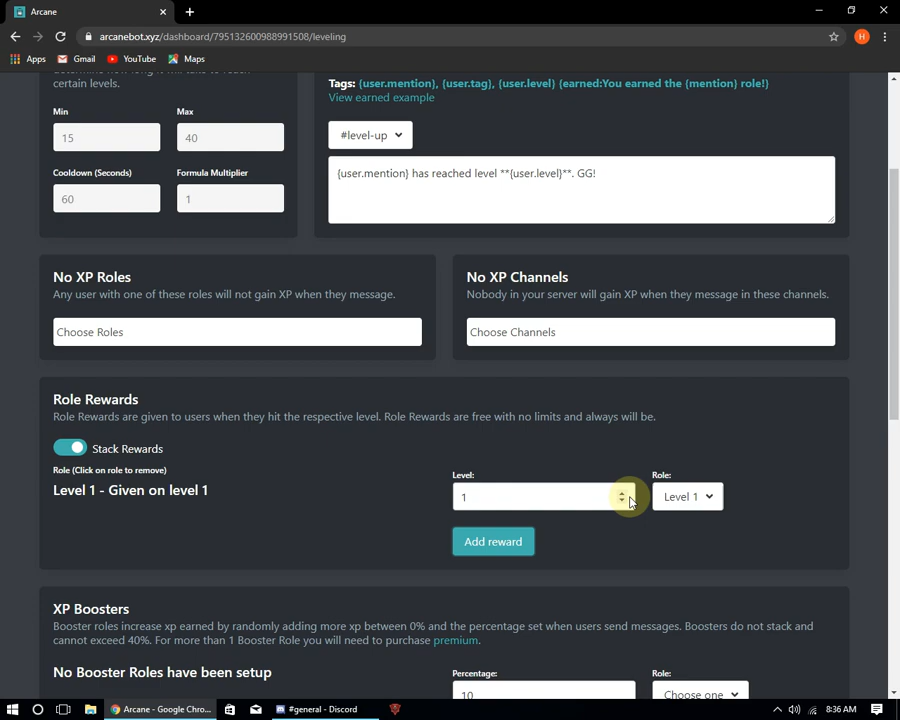 Arcane
arcanebot.xyz/dashboard/795132600988991508/leveling
H
Apps Gmail YouTube Maps
Determine how long it will take to reach
certain levels.
Tags: {user.mention}, {user.tag}, {user.level} {earned:You earned the {mention} role!}
View earned example
Min Max
15 40
#level-up
Cooldown (Seconds) Formula Multiplier
60 1
{user.mention} has reached level **{user.level}**. GG!
No XP Roles
Any user with one of these roles will not gain XP when they message.
Choose Roles
No XP Channels
Nobody in your server will gain XP when they message in these channels.
Choose Channels
Role Rewards
Role Rewards are given to users when they hit the respective level. Role Rewards are free with no limits and always will be.
Stack Rewards
Role (Click on role to remove)
Level 1 - Given on level 1
Level: Role:
1 Level 1
Add reward
XP Boosters
Booster roles increase xp earned by randomly adding more xp between 0% and the percentage set when users send messages. Boosters do not stack and
cannot exceed 40%. For more than 1 Booster Role you will need to purchase premium.
No Booster Roles have been setup
Percentage: Role:
10 Choose one
Arcane - Google Chro... #general - Discord 8:36 AM